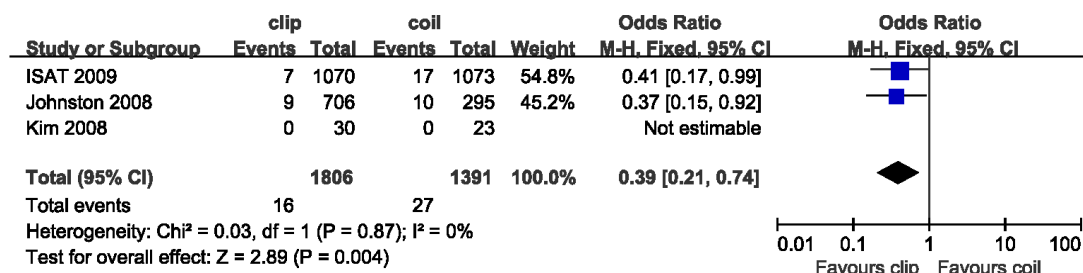 clip coil Odds Ratio Odds Ratio
Study or Subgroup Events Total Events Total Weight M-H, Fixed, 95% CI M-H, Fixed, 95% CI
ISAT 2009 7 1070 17 1073 54.8% 0.41 [0.17, 0.99]
Johnston 2008 9 706 10 295 45.2% 0.37 [0.15, 0.92]
Kim 2008 0 30 0 23 Not estimable
Total (95% CI) 1806 1391 100.0% 0.39 [0.21, 0.74]
Total events 16 27
Heterogeneity: Chi² = 0.03, df = 1 (P = 0.87); I² = 0%
Test for overall effect: Z = 2.89 (P = 0.004)
0.01 0.1 1 10 100
Favours clip Favours coil